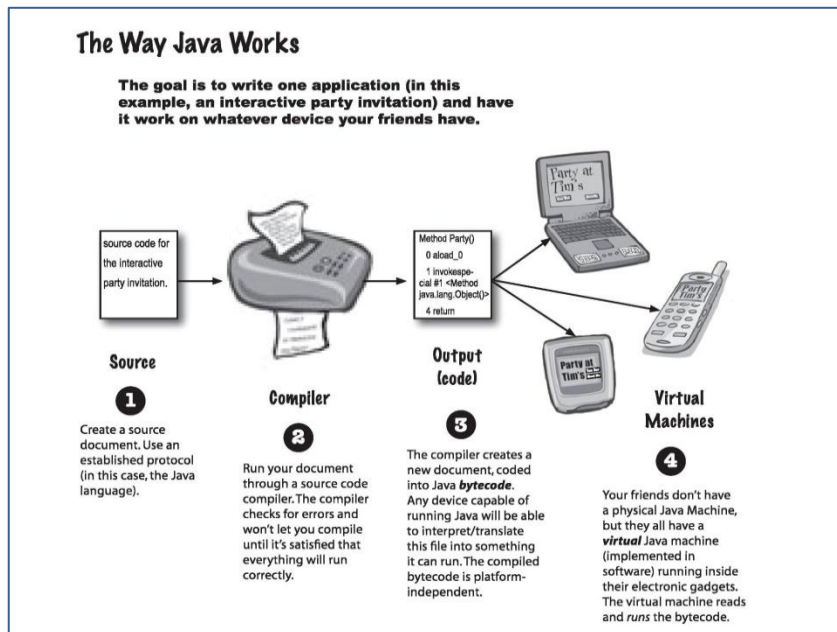 The Way Java Works
The goal is to write one application (in this
example, an interactive party invitation) and have
it work on whatever device your friends have.
source code for
the interactive
party invitation.
Method Party()
0 aload_0
1 invokespe-
cial #1 <Method
java.lang.Object()>
4 return
Party at
Tim's
Party
Tim's
Party at
Tim's
Source
1
Create a source
document. Use an
established protocol
(in this case, the Java
language).
Compiler
2
Run your document
through a source code
compiler. The compiler
checks for errors and
won't let you compile
until it's satisfied that
everything will run
correctly.
Output
(code)
3
The compiler creates a
new document, coded
into Java bytecode.
Any device capable of
running Java will be able
to interpret/translate
this file into something
it can run. The compiled
bytecode is platform-
independent.
Virtual
Machines
4
Your friends don't have
a physical Java Machine,
but they all have a
virtual Java machine
(implemented in
software) running inside
their electronic gadgets.
The virtual machine reads
and runs the bytecode.